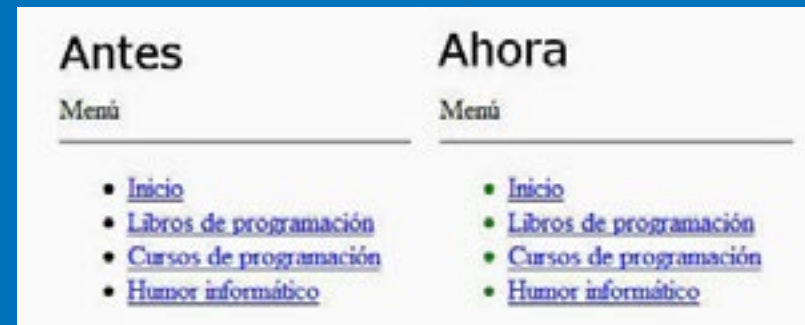 Antes
Menú
Inicio
Libros de programación
Cursos de programación
Humor informático
Ahora
Menú
Inicio
Libros de programación
Cursos de programación
Humor informático